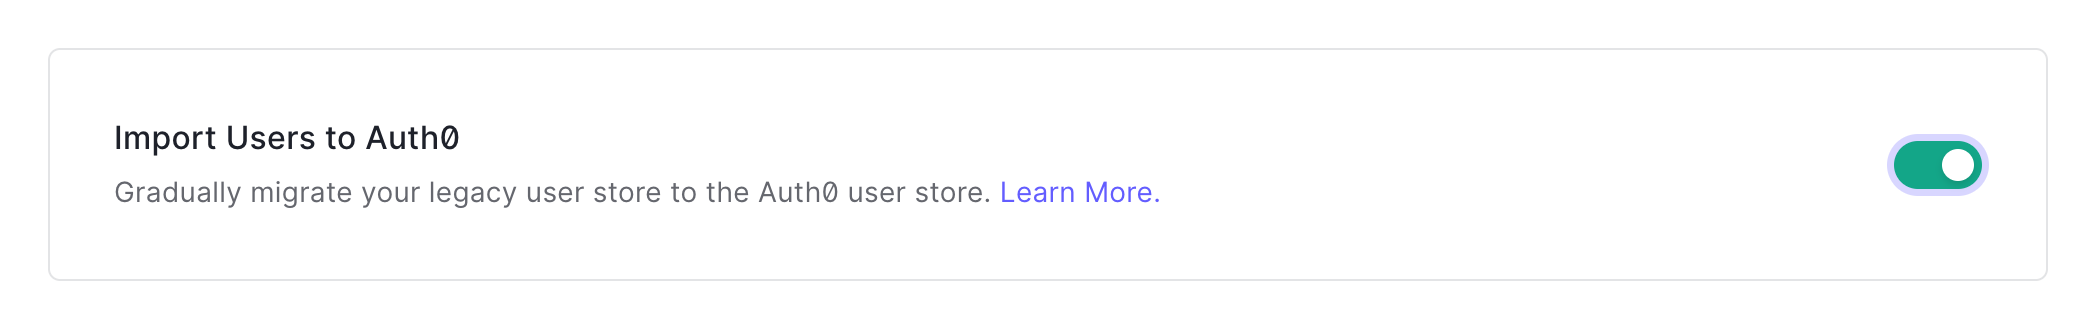 Import Users to Auth0
Gradually migrate your legacy user store to the Auth0 user store. Learn More.